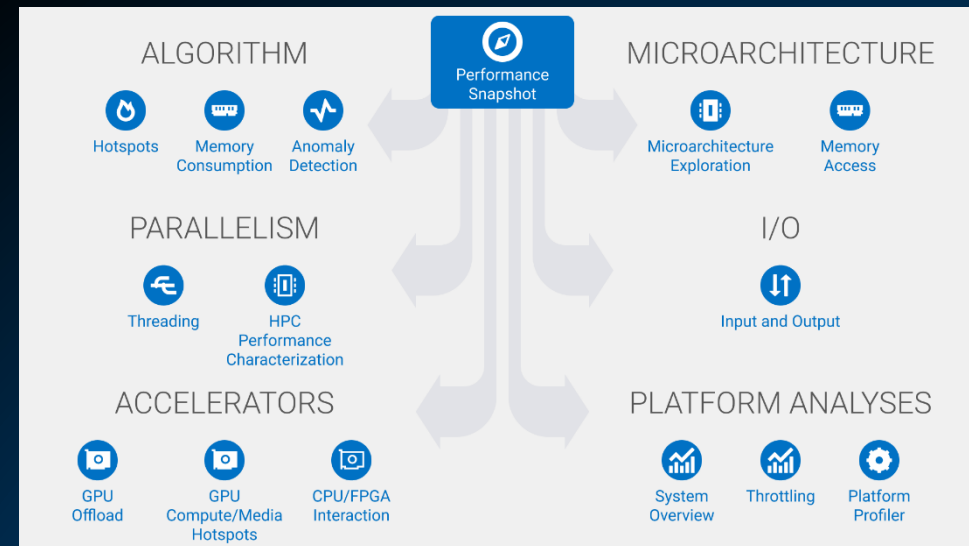 Performance
Snapshot
ALGORITHM
Hotspots
Memory
Consumption
Anomaly
Detection
MICROARCHITECTURE
Microarchitecture
Exploration
Memory
Access
PARALLELISM
Threading
HPC
Performance
Characterization
I/O
Input and Output
ACCELERATORS
GPU
Offload
GPU
Compute/Media
Hotspots
CPU/FPGA
Interaction
PLATFORM ANALYSES
System
Overview
Throttling
Platform
Profiler